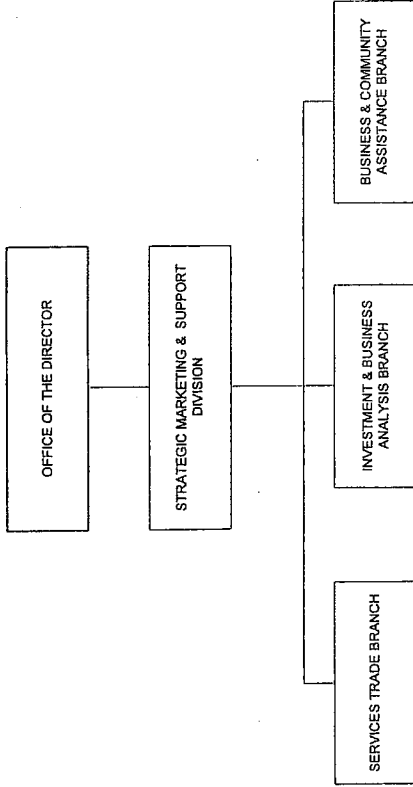 OFFICE OF THE DIRECTOR
STRATEGIC MARKETING & SUPPORT
DIVISION
SERVICES TRADE BRANCH
INVESTMENT & BUSINESS
ANALYSIS BRANCH
BUSINESS & COMMUNITY
ASSISTANCE BRANCH